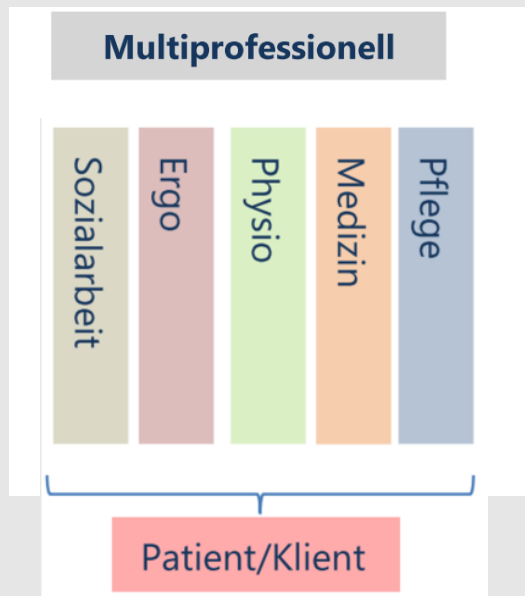 Multiprofessionell
Sozialarbeit
Ergo
Physio
Medizin
Pflege
Patient/Klient